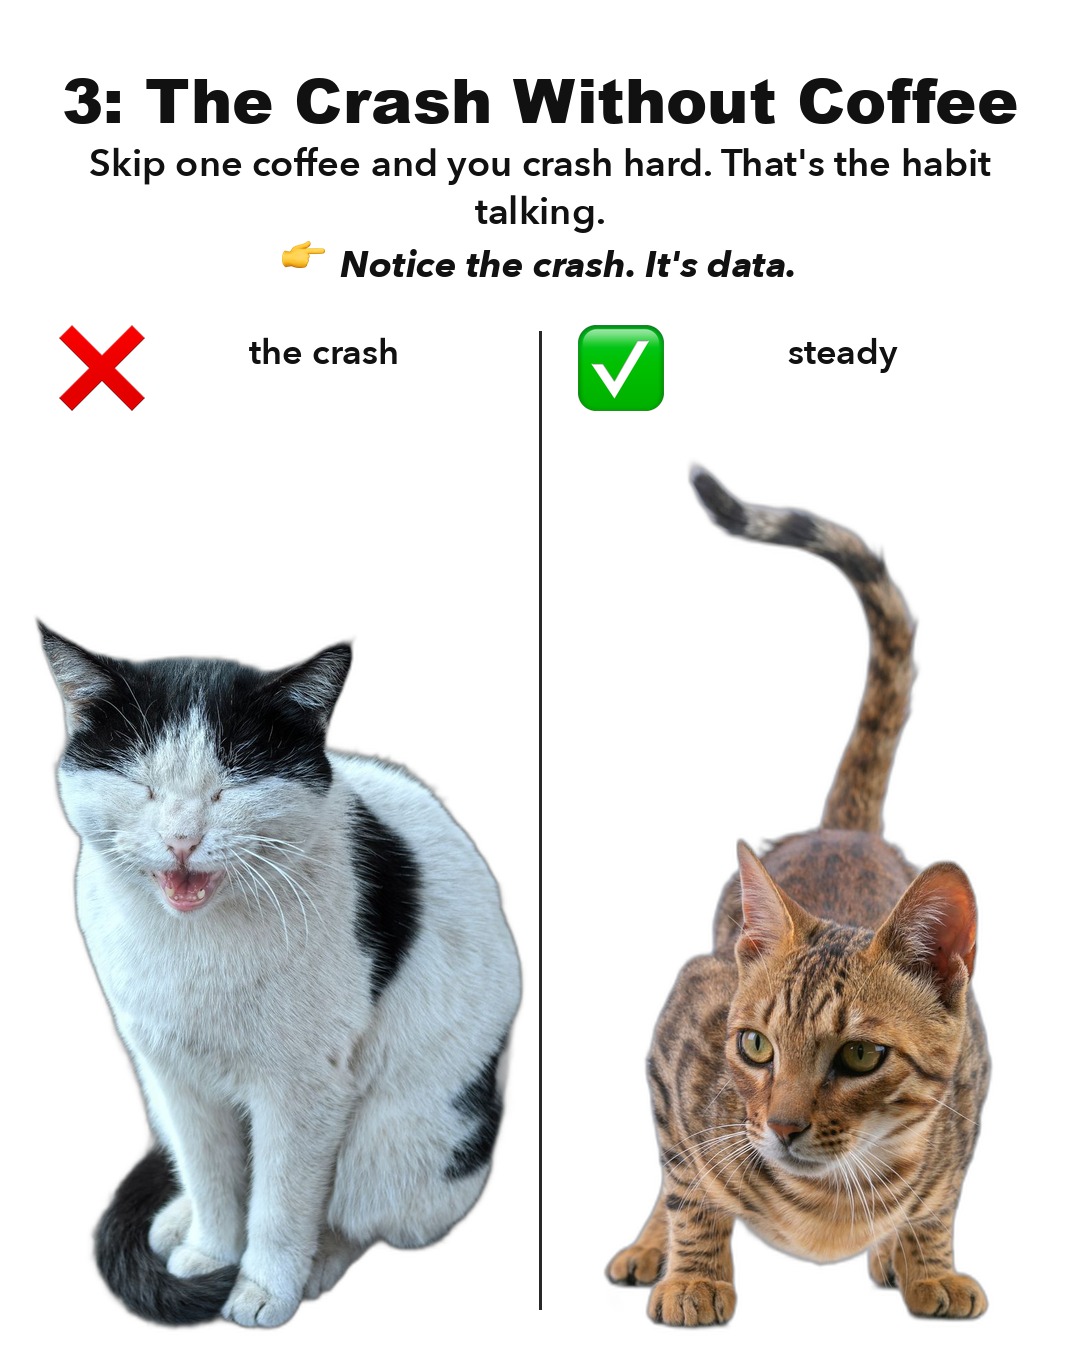 3: The Crash Without Coffee
Skip one coffee and you crash hard. That's the habit
talking.
👉 Notice the crash. It's data.
the crash
steady